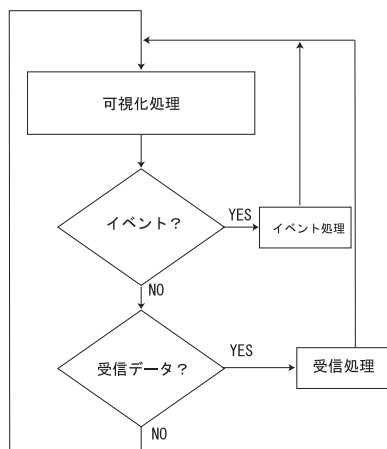 可視化処理
イベント?
YES
イベント処理
NO
受信データ?
YES
受信処理
NO